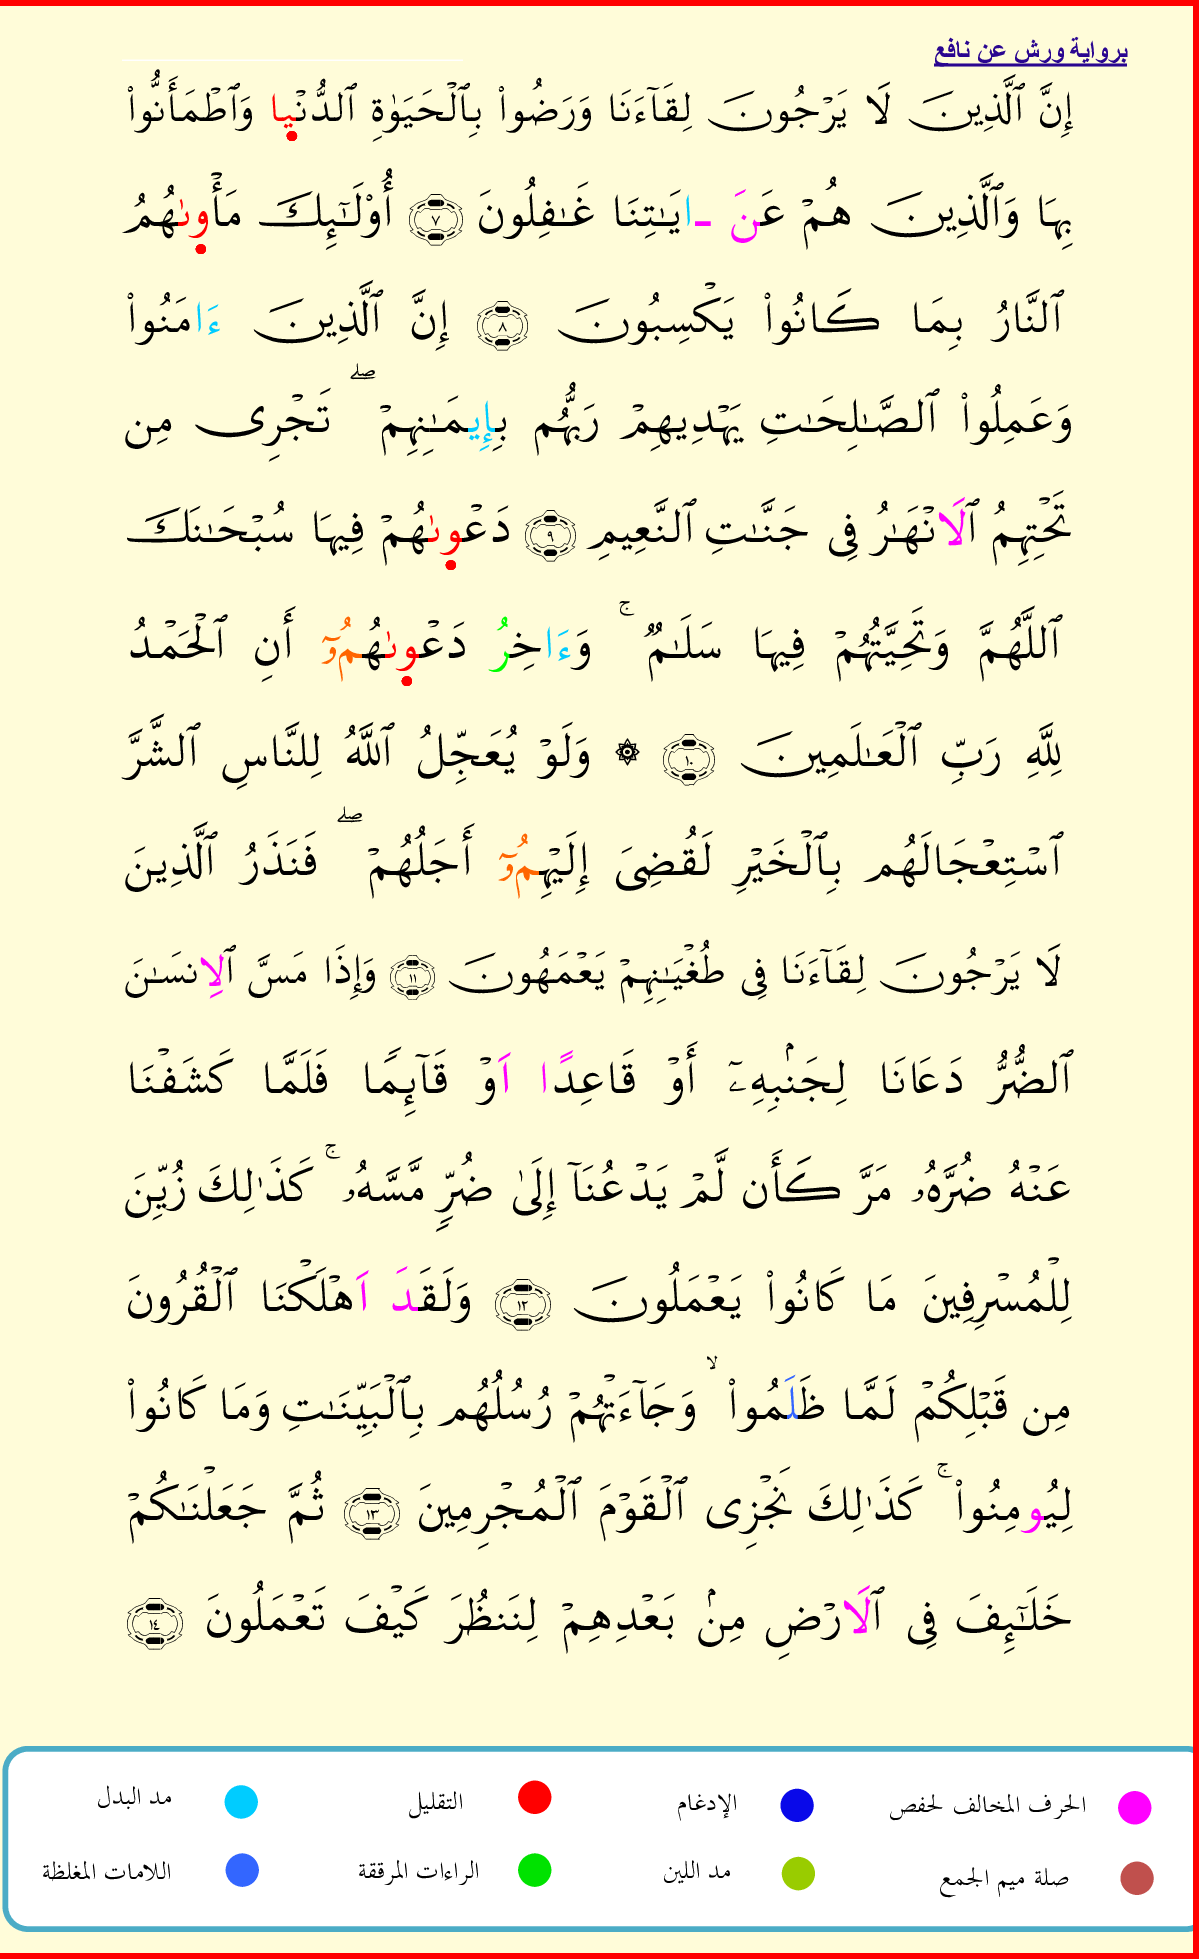 برواية ورش عن نافع
إِنَّ ٱلَّذِينَ لَا يَرْجُونَ لِقَآءَنَا وَرَضُوا۟ بِٱلْحَيَوٰةِ ٱلدُّنْيا وَٱطْمَأَنُّوا۟
بِهَا وَٱلَّذِينَ هُمْ عَنَ ـايَـٰتِنَا غَـٰفِلُونَ ٧ أُو۟لَـٰٓئِكَ مَأْوىٰهُمُ
ٱلنَّارُ بِمَا كَانُوا۟ يَكْسِبُونَ ٨ إِنَّ ٱلَّذِينَ ءَامَنُوا۟
وَعَمِلُوا۟ ٱلصَّـٰلِحَـٰتِ يَهْدِيهِمْ رَبُّهُم بِإِيمَـٰنِهِمْ ۖ تَجْرِى مِن
تَحْتِهِمُ ٱلَانْهَـٰرُ فِى جَنَّـٰتِ ٱلنَّعِيمِ ٩ دَعْوىٰهُمْ فِيهَا سُبْحَـٰنَكَ
ٱللَّهُمَّ وَتَحِيَّتُهُمْ فِيهَا سَلَـٰمٌ ۚ وَءَاخِرُ دَعْوىٰهُمُۥٓ أَنِ ٱلْحَمْدُ
لِلَّهِ رَبِّ ٱلْعَـٰلَمِينَ ١٠ ۞ وَلَوْ يُعَجِّلُ ٱللَّهُ لِلنَّاسِ ٱلشَّرَّ
ٱسْتِعْجَالَهُم بِٱلْخَيْرِ لَقُضِىَ إِلَيْهِمُۥٓ أَجَلُهُمْ ۖ فَنَذَرُ ٱلَّذِينَ
لَا يَرْجُونَ لِقَآءَنَا فِى طُغْيَـٰنِهِمْ يَعْمَهُونَ ١١ وَإِذَا مَسَّ ٱلِانسَـٰنَ
ٱلضُّرُّ دَعَانَا لِجَنۢبِهِۦٓ أَوْ قَاعِدًا اَوْ قَآئِمًا فَلَمَّا كَشَفْنَا
عَنْهُ ضُرَّهُۥ مَرَّ كَأَن لَّمْ يَدْعُنَآ إِلَىٰ ضُرٍّ مَّسَّهُۥ ۚ كَذَٰلِكَ زُيِّنَ
لِلْمُسْرِفِينَ مَا كَانُوا۟ يَعْمَلُونَ ١٢ وَلَقَدَ اَهْلَكْنَا ٱلْقُرُونَ
مِن قَبْلِكُمْ لَمَّا ظَلَمُوا۟ ۙ وَجَآءَتْهُمْ رُسُلُهُم بِٱلْبَيِّنَـٰتِ وَمَا كَانُوا۟
لِيُومِنُوا۟ ۚ كَذَٰلِكَ نَجْزِى ٱلْقَوْمَ ٱلْمُجْرِمِينَ ١٣ ثُمَّ جَعَلْنَـٰكُمْ
خَلَـٰٓئِفَ فِى ٱلَارْضِ مِنۢ بَعْدِهِمْ لِنَنظُرَ كَيْفَ تَعْمَلُونَ ١٤
الحرف المخالف لحفص الإدغام التقليل مد البدل
صلة ميم الجمع مد اللين الراءات المرققة اللامات المغلظة